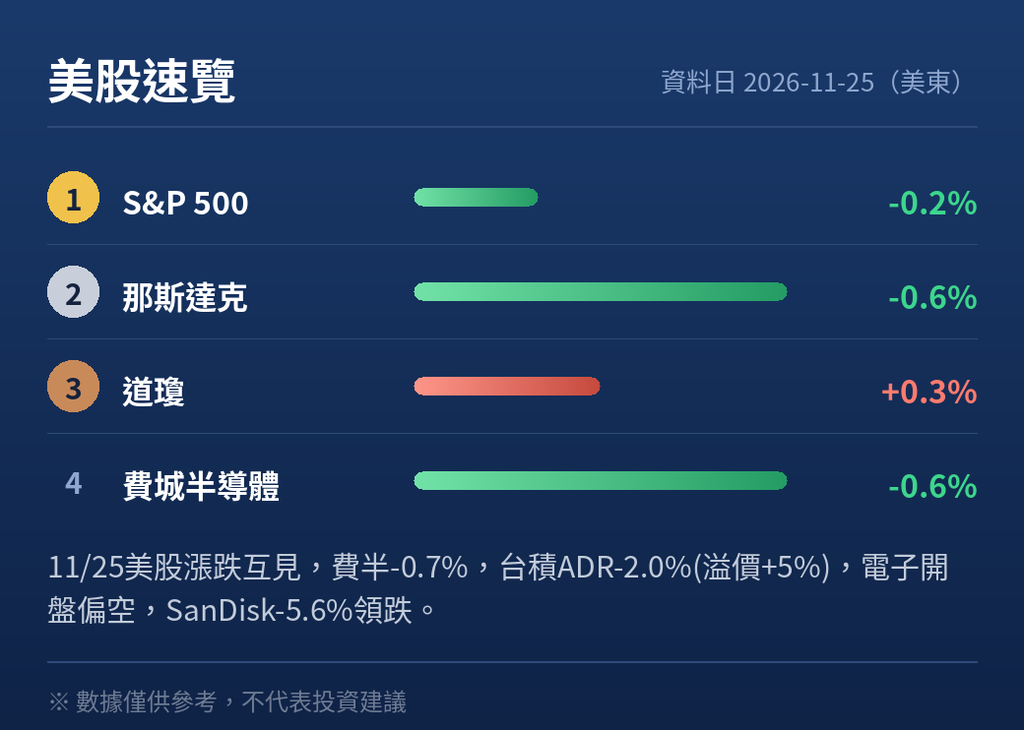 美股速覽
資料日 2026-11-25（美東）
1 S&P 500 -0.2%
2 那斯達克 -0.6%
3 道瓊 +0.3%
4 費城半導體 -0.6%
11/25美股漲跌互見，費半-0.7%，台積ADR-2.0%(溢價+5%)，電子開
盤偏空，SanDisk-5.6%領跌。
※ 數據僅供參考，不代表投資建議